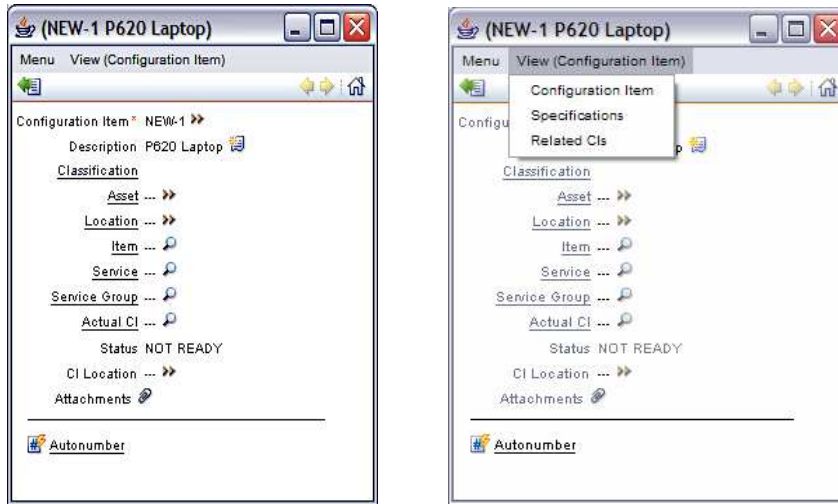 (NEW-1 P620 Laptop)
Menu View (Configuration Item)
Configuration Item* NEW-1
Description P620 Laptop
Classification
Asset ---
Location ---
Item ---
Service ---
Service Group ---
Actual CI ---
Status NOT READY
CI Location ---
Attachments
# Autonumber
(NEW-1 P620 Laptop)
Menu View (Configuration Item)
Configuration Item
Specifications
Related CIs
Configu
p
Classification
Asset ---
Location ---
Item ---
Service ---
Service Group ---
Actual CI ---
Status NOT READY
CI Location ---
Attachments
# Autonumber